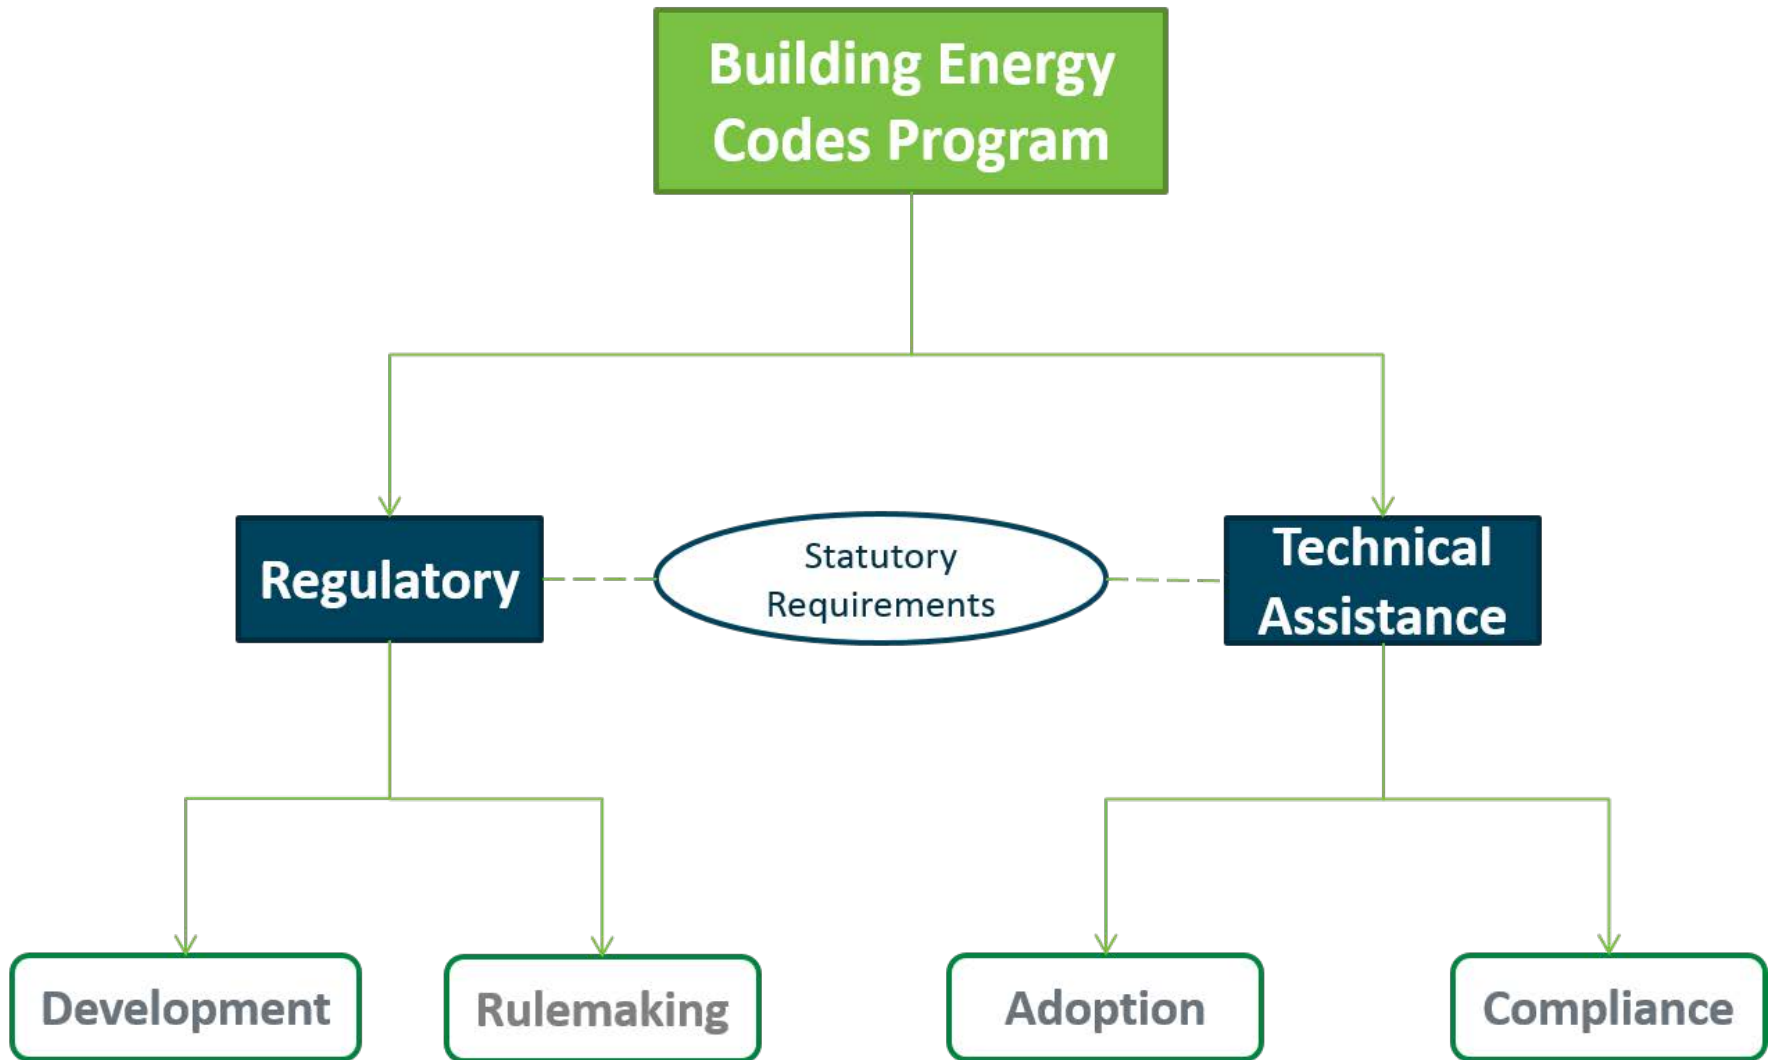 Building Energy
Codes Program
Regulatory
Statutory
Requirements
Technical
Assistance
Development
Rulemaking
Adoption
Compliance